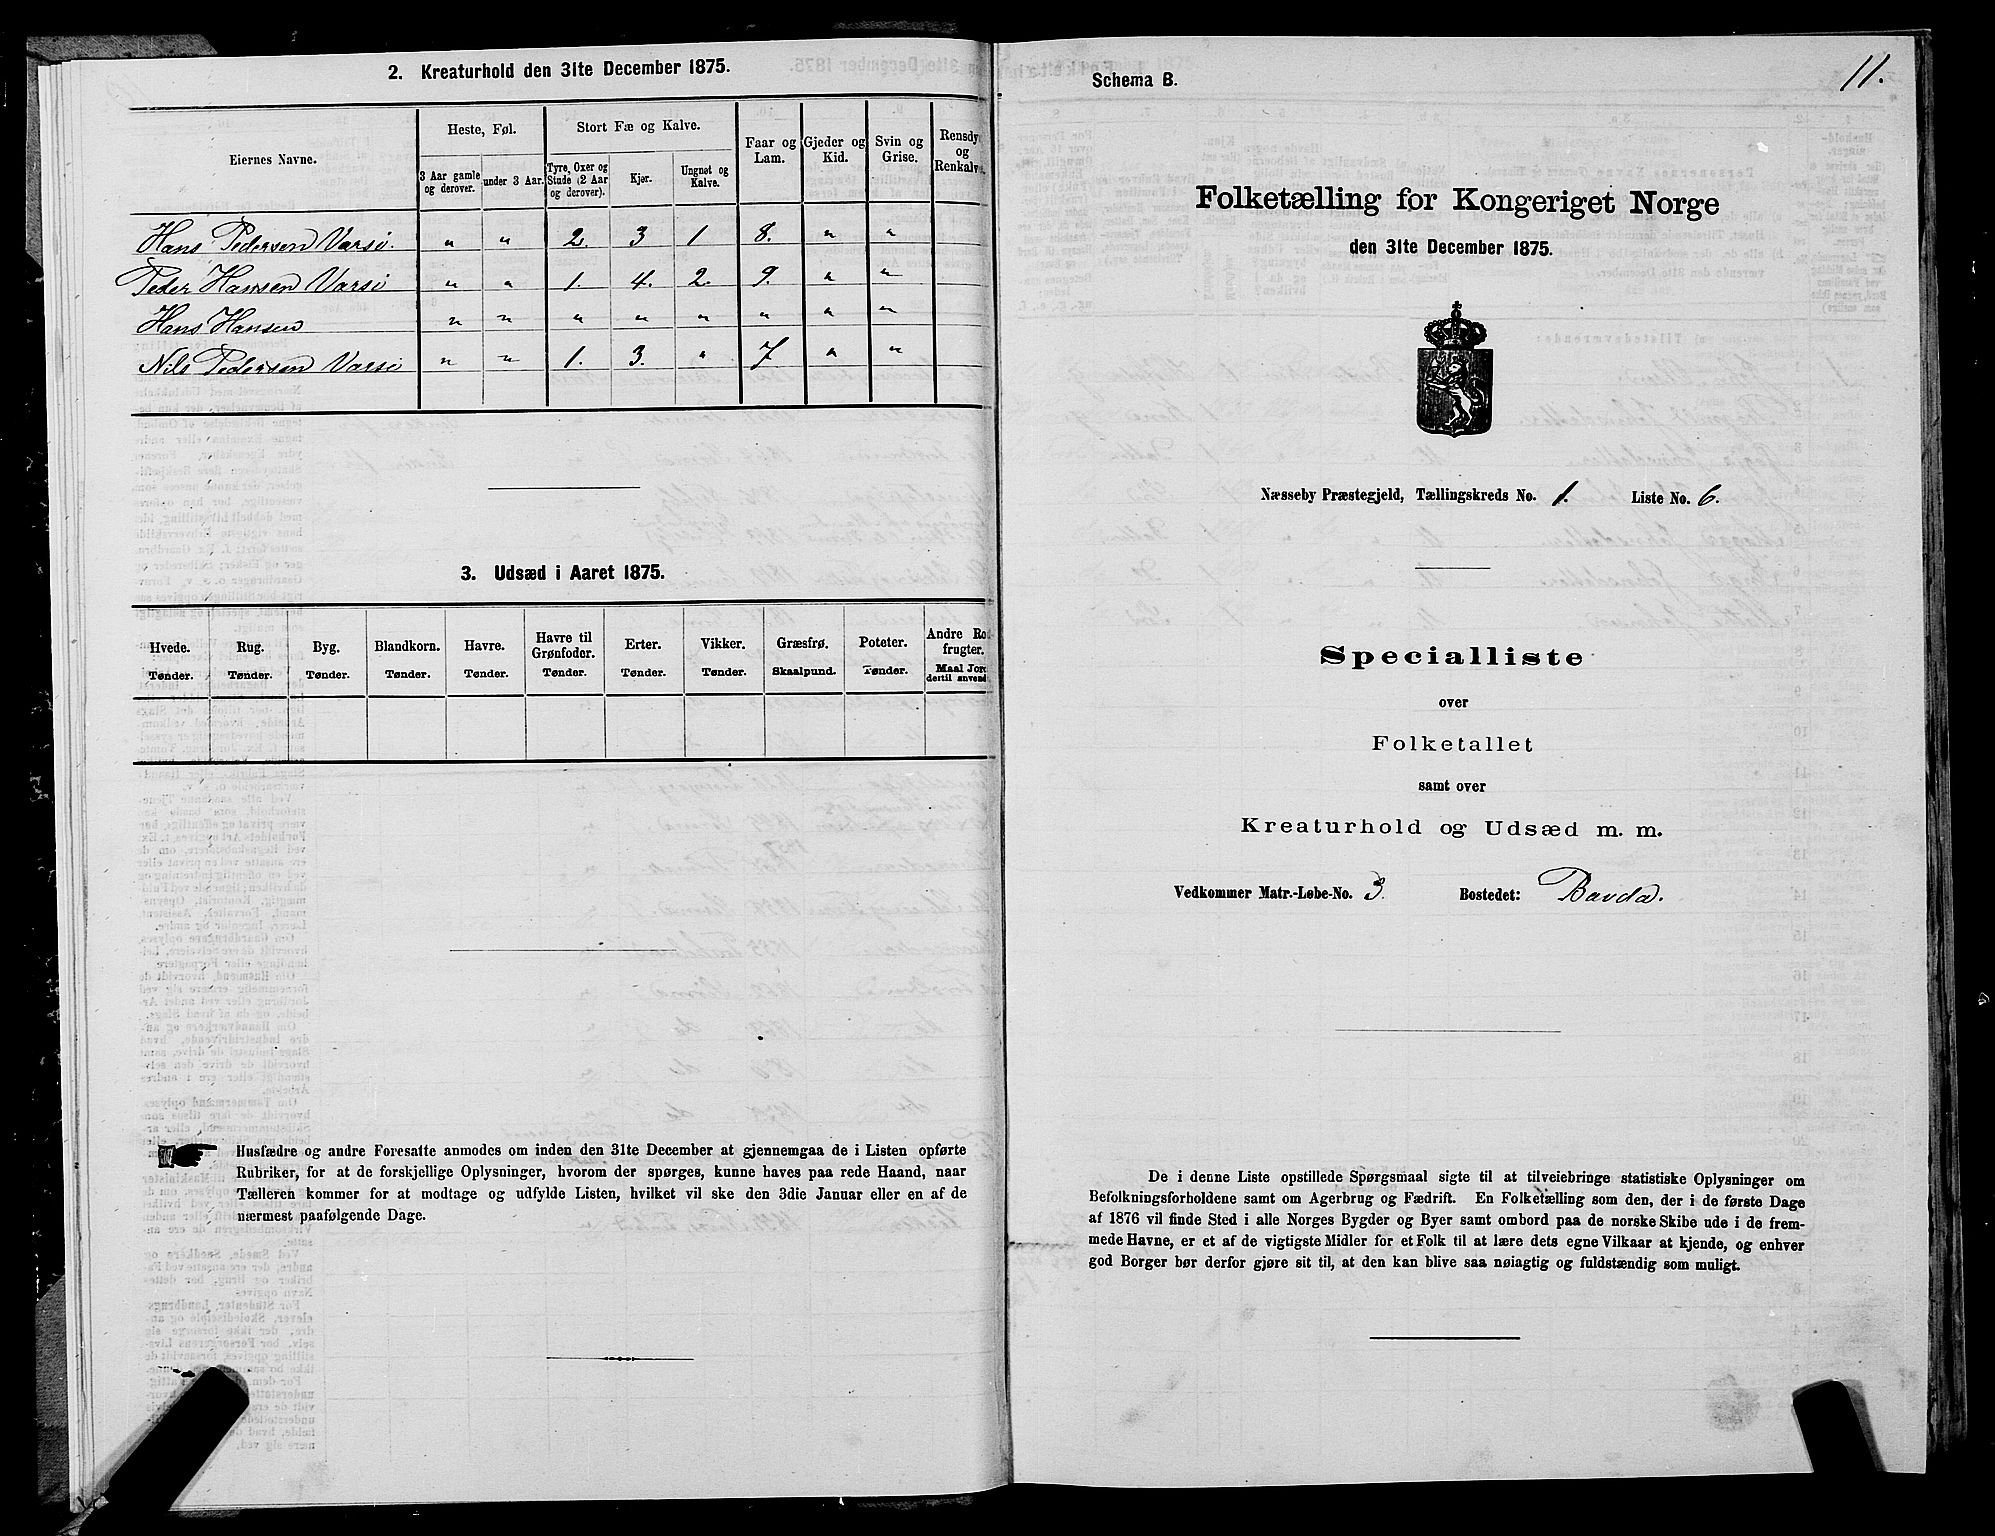 2. Kreaturhold den 31te December 1875.
Eiernes Navne.
Heste, Føl.
Stort Fæ og Kalve.
Faar og Lam.
Gjeder og Kid.
Svin og Grise.
Rensdy og Renkalve
3 Aar gamle og derover.
under 3 Aar.
Tyre, Oxer og Stude (2 Aar og derover).
Kjør.
Ungnøt og Kalve.
Hans Pedersen Varsi. " " 2. 3 1 8. " "
Peder Hansen Varsi " " 1. 4. 2. 9. " "
Hans Hansen " " " " " " " "
Nils Pedersen Varsi " " 1. 3. " 7 " "
3. Udsæd i Aaret 1875.
Hvede. Rug. Byg. Blandkorn. Havre. Havre til Grønfoder. Erter. Vikker. Græsfrø. Poteter. Andre Rod- frugter.
Tønder. Tønder. Tønder. Tønder. Tønder. Tønder. Tønder. Tønder. Skaalpund. Tønder. Maal Jord dertil anvend
Husfædre og andre Foresatte anmodes om inden den 31te December at gjennemgaa de i Listen opførte
Rubriker, for at de forskjellige Oplysninger, hvorom der spørges, kunne haves paa rede Haand, naar
Tælleren kommer for at modtage og udfylde Listen, hvilket vil ske den 3die Januar eller en af de
nærmest paafølgende Dage.
11.
Schema B.
Folketælling for Kongeriget Norge
den 31te December 1875.
Næsseby Præstegjeld, Tællingskreds No. 1. Liste No. 6.
Specialliste
over
Folketallet
samt over
Kreaturhold og Udsæd m. m.
Vedkommer Matr.-Løbe-No. 3 Bostedet: Bavda.
De i denne Liste opstillede Spørgsmaal sigte til at tilveiebringe statistiske Oplysninger om
Befolkningsforholdene samt om Agerbrug og Fædrift. En Folketælling som den, der i de første Dage
af 1876 vil finde Sted i alle Norges Bygder og Byer samt ombord paa de norske Skibe ude i de frem-
mede Havne, er et af de vigtigste Midler for et Folk til at lære dets egne Vilkaar at kjende, og enhver
god Borger bør derfor gjøre sit til, at den kan blive saa nøiagtig og fuldstændig som muligt.